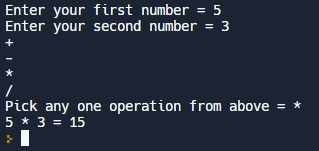 Enter your first number = 5
Enter your second number = 3
+
-
*
/
Pick any one operation from above = *
5 * 3 = 15
›